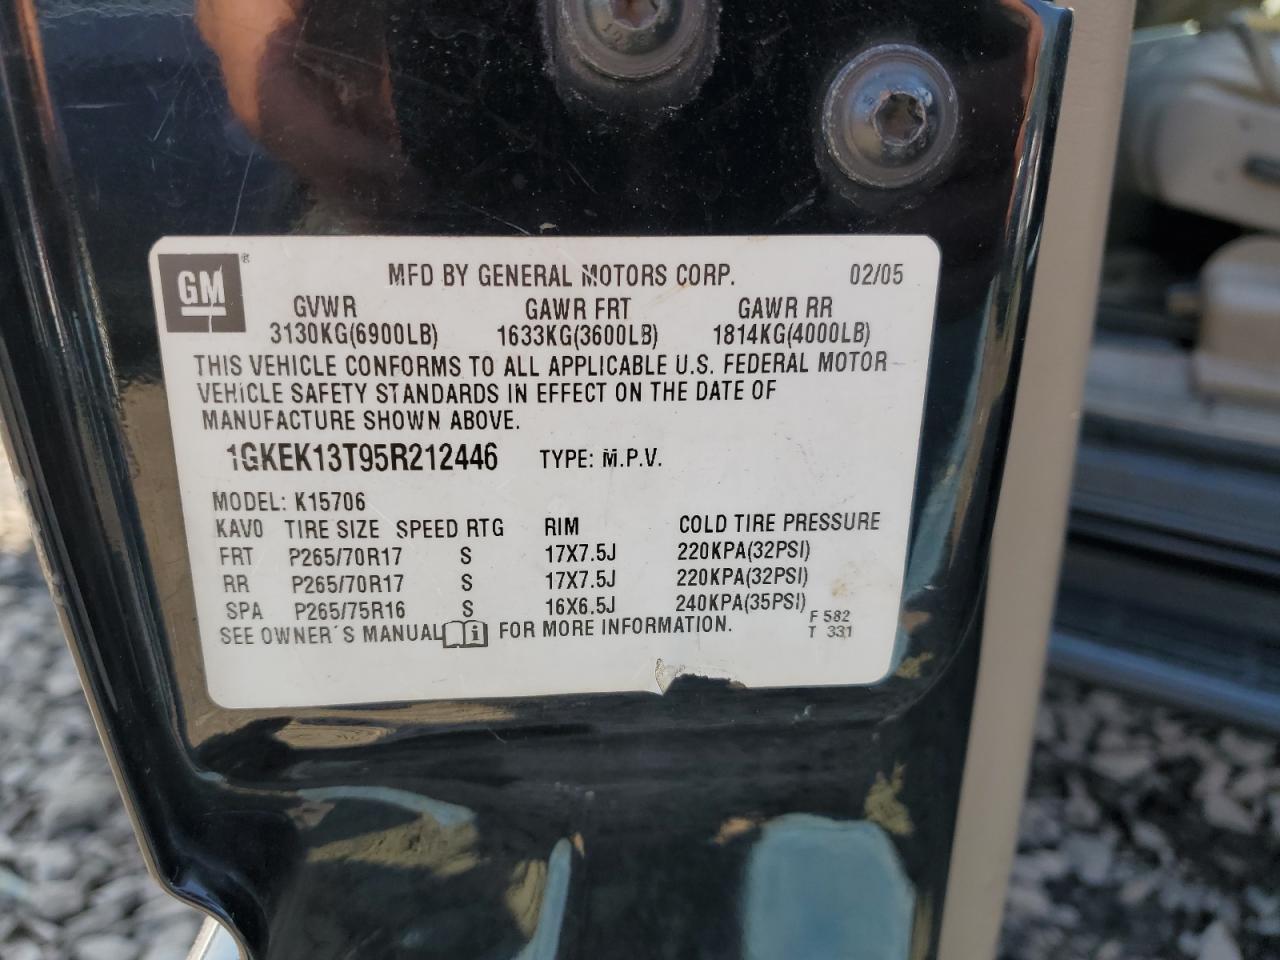 GM® MFD BY GENERAL MOTORS CORP. 02/05
GVWR GAWR FRT GAWR RR
3130KG(6900LB) 1633KG(3600LB) 1814KG(4000LB)
THIS VEHICLE CONFORMS TO ALL APPLICABLE U.S. FEDERAL MOTOR
VEHICLE SAFETY STANDARDS IN EFFECT ON THE DATE OF
MANUFACTURE SHOWN ABOVE.
1GKEK13T95R212446 TYPE: M.P.V.
MODEL: K15706
KAVO TIRE SIZE SPEED RTG RIM COLD TIRE PRESSURE
FRT P265/70R17 S 17X7.5J 220KPA(32PSI)
RR P265/70R17 S 17X7.5J 220KPA(32PSI)
SPA P265/75R16 S 16X6.5J 240KPA(35PSI)
SEE OWNER'S MANUAL FOR MORE INFORMATION.
F 582
T 331